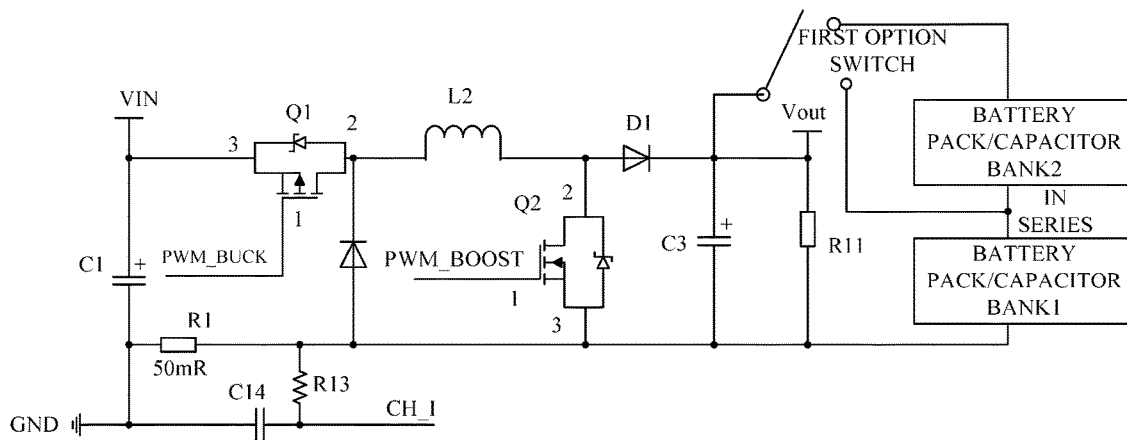 FIRST OPTION
SWITCH
VIN
Q1
L2
D1
Vout
BATTERY
PACK/CAPACITOR
BANK2
3
2
1
Q2
2
IN
SERIES
PWM_BUCK
C1
+
PWM_BOOST
1
3
C3
+
R11
BATTERY
PACK/CAPACITOR
BANK1
R1
50mR
R13
C14
CH_I
GND